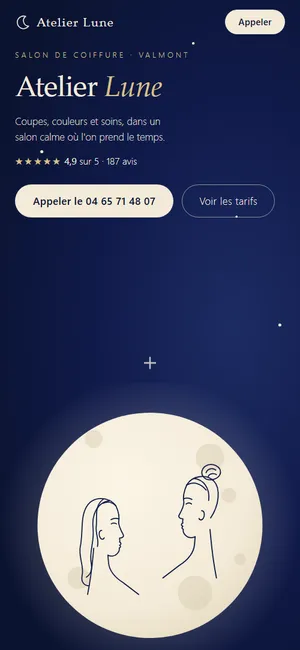 Atelier Lune
Appeler
SALON DE COIFFURE · VALMONT
Atelier Lune
Coupes, couleurs et soins, dans un
salon calme où l'on prend le temps.
★★★★★ 4,9 sur 5 · 187 avis
Appeler le 04 65 71 48 07
Voir les tarifs